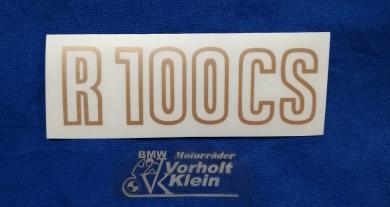 R 100 CS
BMW Motorräder
Vorholt
Klein